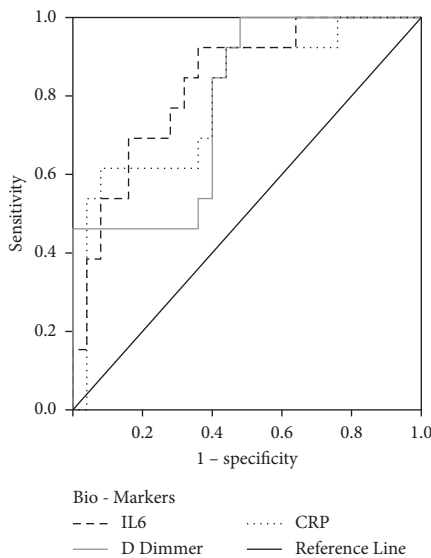 1.0
0.8
0.6
0.4
0.2
0.0
Sensitivity
0.2 0.4 0.6 0.8 1.0
1 – specificity
Bio - Markers
IL6 CRP
D Dimmer Reference Line